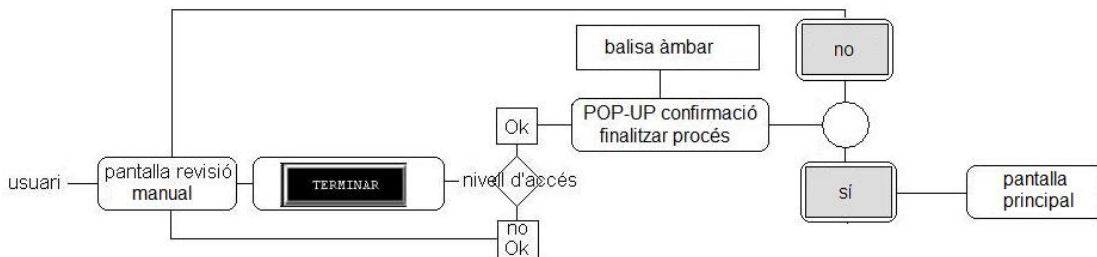 balisa àmbar
no
Ok
POP-UP confirmació
finalitzar procés
usuari
pantalla revisió
manual
TERMINAR
nivell d'accés
sí
pantalla
principal
no
Ok